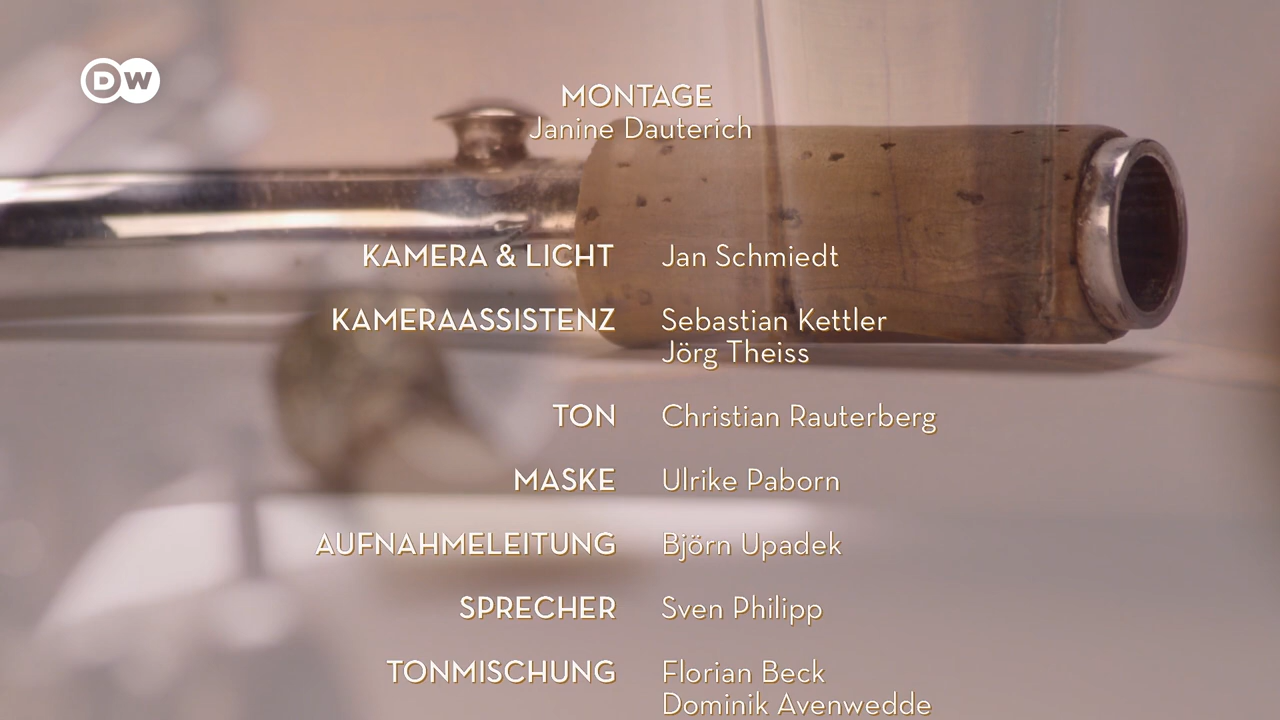 DW
MONTAGE
Janine Dauterich
KAMERA & LICHT Jan Schmiedt
KAMERAASSISTENZ Sebastian Kettler
Jörg Theiss
TON Christian Rauterberg
MASKE Ulrike Paborn
AUFNAHMELEITUNG Björn Upadek
SPRECHER Sven Philipp
TONMISCHUNG Florian Beck
Dominik Avenwedde